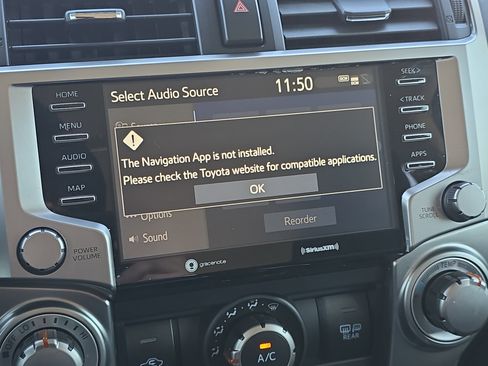 HOME
MENU
AUDIO
MAP
POWER
VOLUME
Select Audio Source
11:50
The Navigation App is not installed.
Please check the Toyota website for compatible applications.
OK
Options
Sound
Reorder
gracenote
SiriusXM
SEEK >
< TRACK
PHONE
APPS
TUNE
SCROLL
A/C
REAR
TEMP
LO